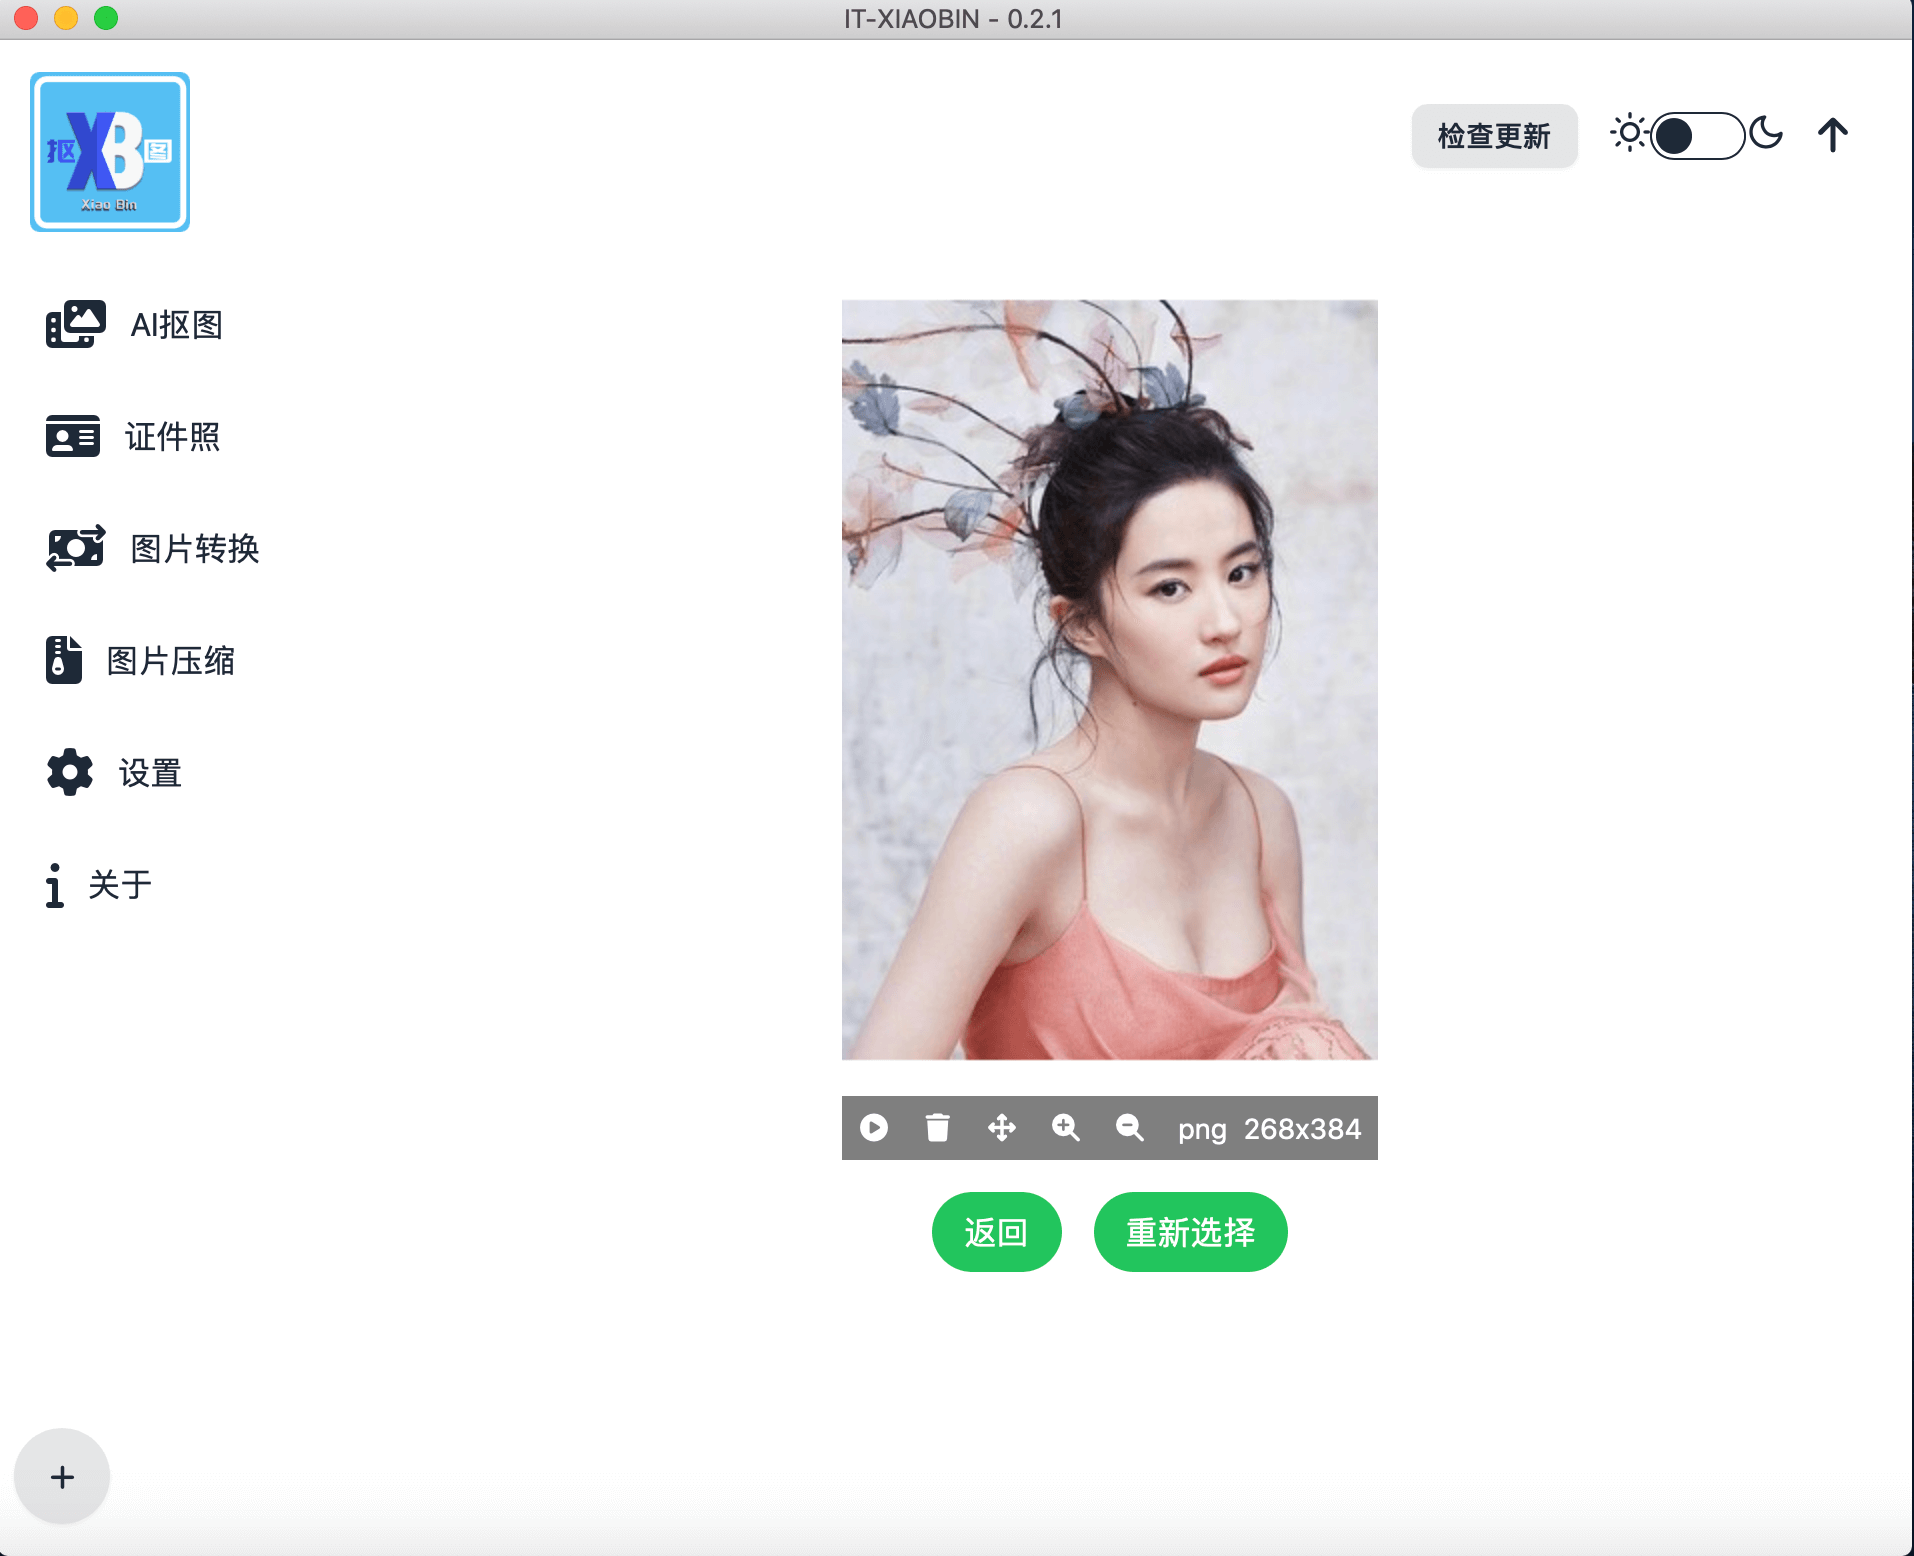 IT-XIAOBIN - 0.2.1
抠XB图
Xiao Bin
检查更新
AI抠图
证件照
图片转换
图片压缩
设置
关于
png 268x384
返回 重新选择
+